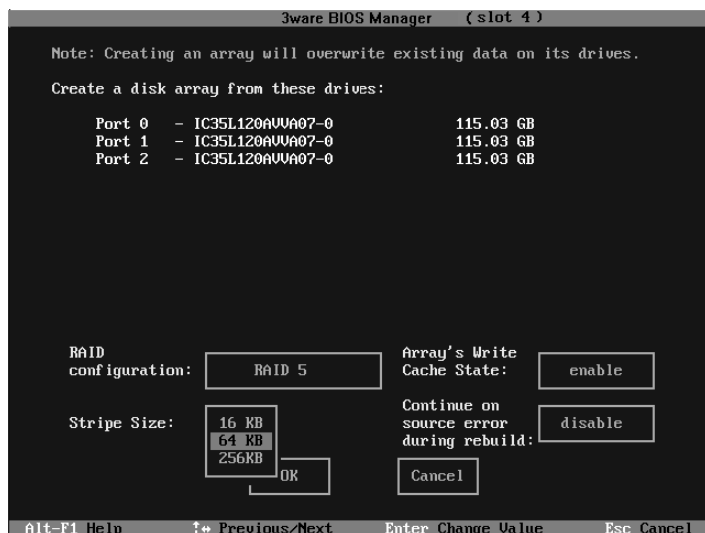 3ware BIOS Manager (slot 4)
Note: Creating an array will overwrite existing data on its drives.
Create a disk array from these drives:
Port 0 - IC35L120AVVA07-0 115.03 GB
Port 1 - IC35L120AVVA07-0 115.03 GB
Port 2 - IC35L120AVVA07-0 115.03 GB
RAID
configuration: RAID 5
Array's Write
Cache State: enable
Stripe Size: 16 KB
64 KB
256KB
Continue on
source error
during rebuild: disable
OK Cancel
Alt-F1 Help ↑↔ Previous/Next Enter Change Value Esc Cancel